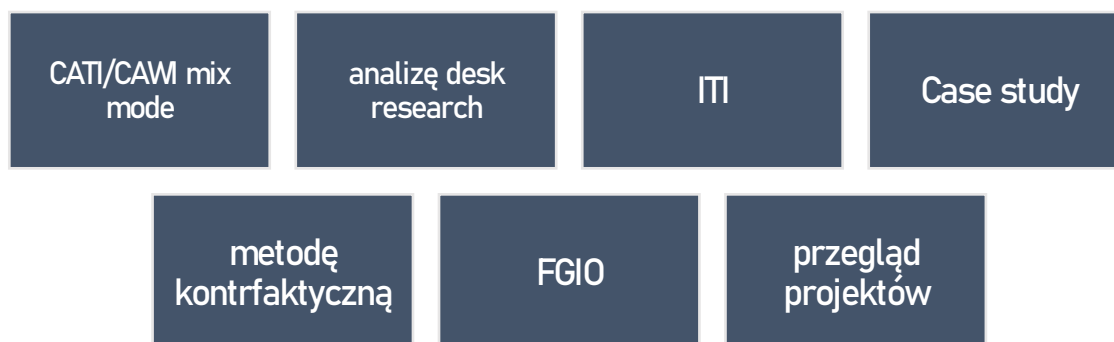 CATI/CAWI mix
mode
analizę desk
research
ITI
Case study
metodę
kontrfaktyczną
FGIO
przegląd
projektów